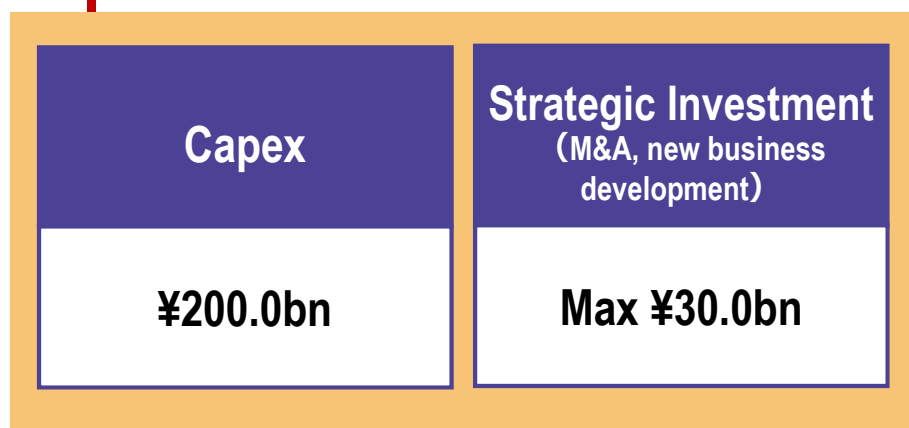 Capex
Strategic Investment
（M&A, new business
development）
¥200.0bn
Max ¥30.0bn